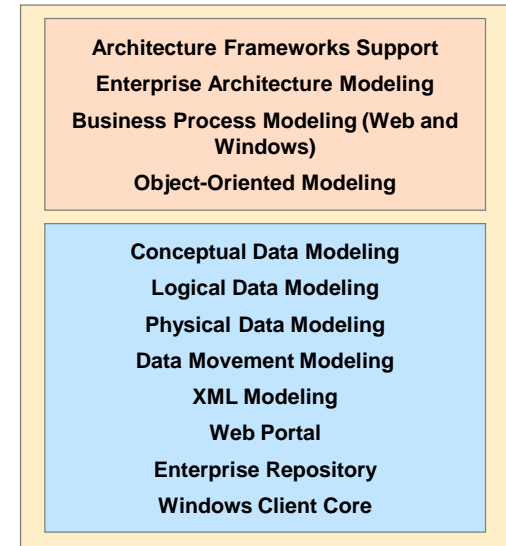 Architecture Frameworks Support
Enterprise Architecture Modeling
Business Process Modeling (Web and
Windows)
Object-Oriented Modeling
Conceptual Data Modeling
Logical Data Modeling
Physical Data Modeling
Data Movement Modeling
XML Modeling
Web Portal
Enterprise Repository
Windows Client Core